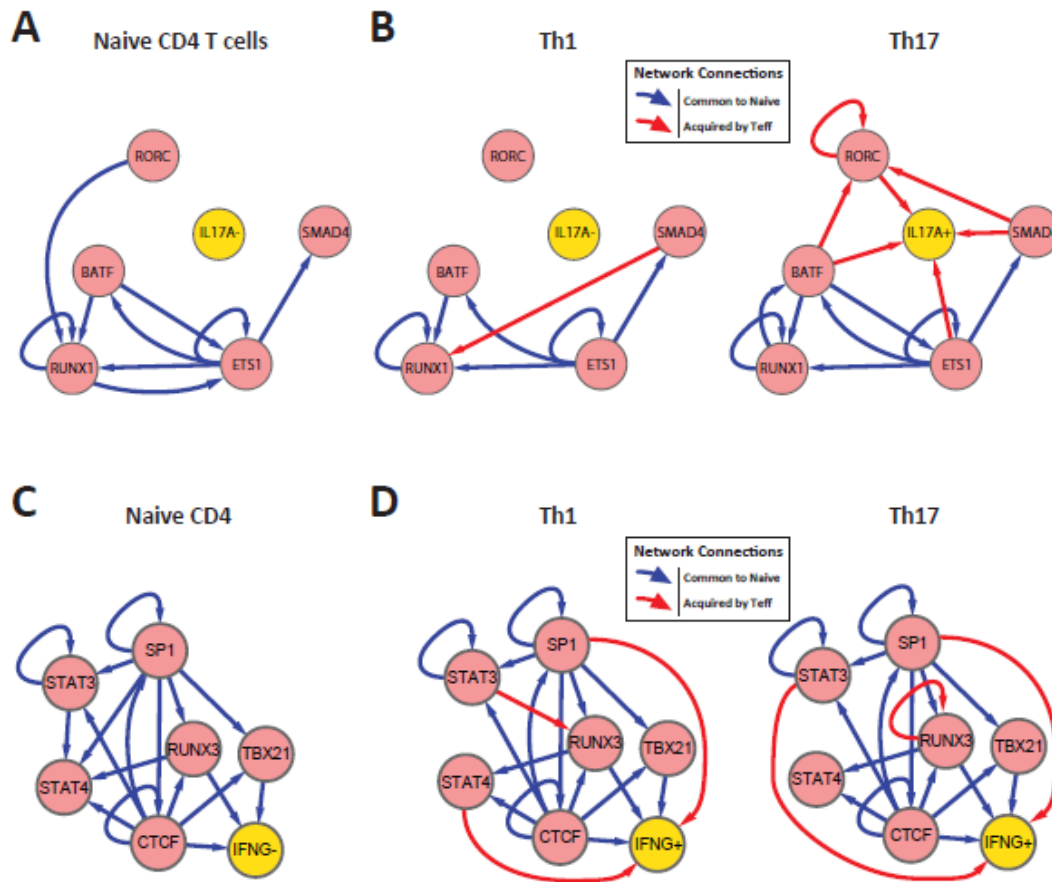 A
Naive CD4 T cells
RORC
IL17A-
SMAD4
BATF
RUNX1
ETS1
B
Th1
Network Connections
Common to Naive
Acquired by Teff
Th17
RORC
IL17A-
SMAD4
BATF
RUNX1
ETS1
RORC
IL17A+
SMAD4
BATF
RUNX1
ETS1
C
Naive CD4
SP1
STAT3
RUNX3
TBX21
STAT4
CTCF
IFNG-
D
Th1
Network Connections
Common to Naive
Acquired by Teff
Th17
SP1
STAT3
RUNX3
TBX21
STAT4
CTCF
IFNG+
SP1
STAT3
RUNX3
TBX21
STAT4
CTCF
IFNG+